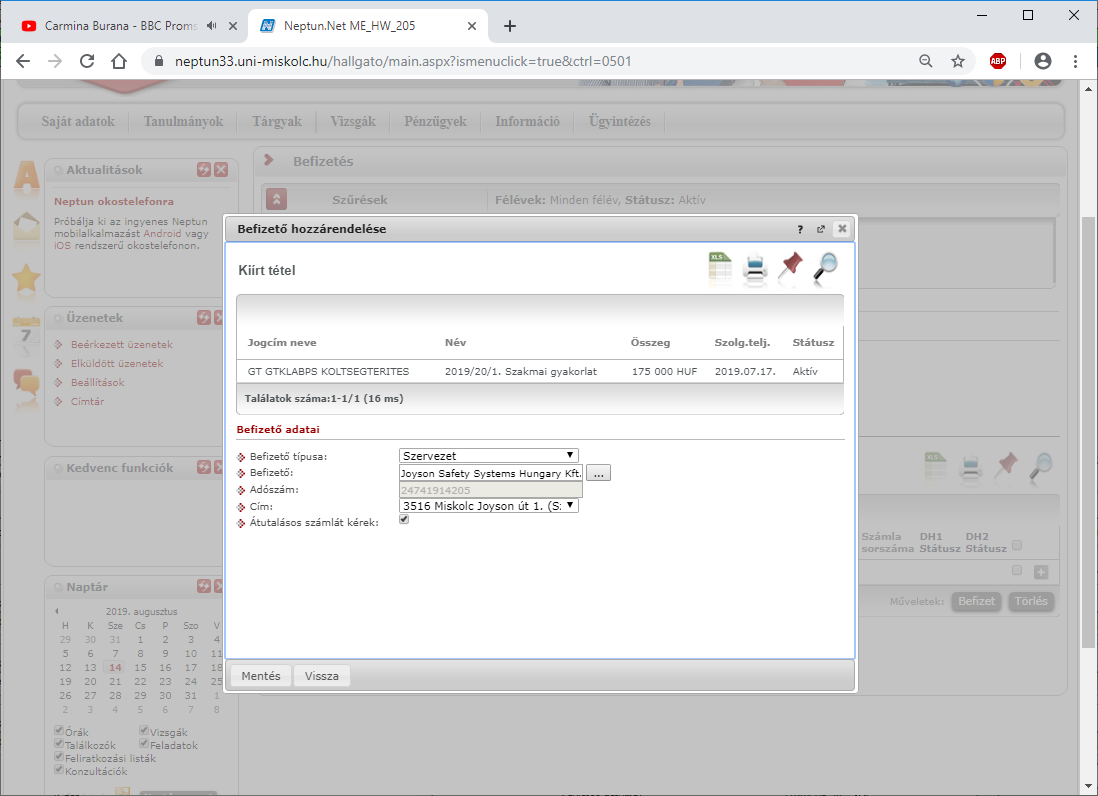 Carmina Burana - BBC Proms
Neptun.Net ME_HW_205
neptun33.uni-miskolc.hu/hallgato/main.aspx?ismenuclick=true&ctrl=0501
ABP
Saját adatok Tanulmányok Tárgyak Vizsgák Pénzügyek Információ Ügyintézés
Aktualitások
Neptun okostelefonra
Próbálja ki az ingyenes Neptun
mobilalkalmazást Android vagy
iOS rendszerű okostelefonon.
Üzenetek
Beérkezett üzenetek
Elküldött üzenetek
Beállítások
Címtár
Kedvenc funkciók
Naptár
2019. augusztus
H K Sze Cs P Szo V
29 30 31 1 2 3 4
5 6 7 8 9 10 11
12 13 14 15 16 17 18
19 20 21 22 23 24 25
26 27 28 29 30 31 1
2 3 4 5 6 7 8
Órák Vizsgák
Találkozók Feladatok
Feliratkozási listák
Konzultációk
Befizetés
Szűrések Félévek: Minden félév, Státusz: Aktív
Befizető hozzárendelése
?
Kiírt tétel
XLS
Jogcím neve Név Összeg Szolg.telj. Státusz
GT GTKLABPS KOLTSEGTERITES 2019/20/1. Szakmai gyakorlat 175 000 HUF 2019.07.17. Aktív
Találatok száma:1-1/1 (16 ms)
Befizető adatai
Befizető típusa: Szervezet
Befizető: Joyson Safety Systems Hungary Kft. ...
Adószám: 24741914205
Cím: 3516 Miskolc Joyson út 1. (S
Átutalásos számlát kérek:
Mentés Vissza
XLS
Számla DH1 DH2
sorszáma Státusz Státusz
Műveletek: Befizet Törlés